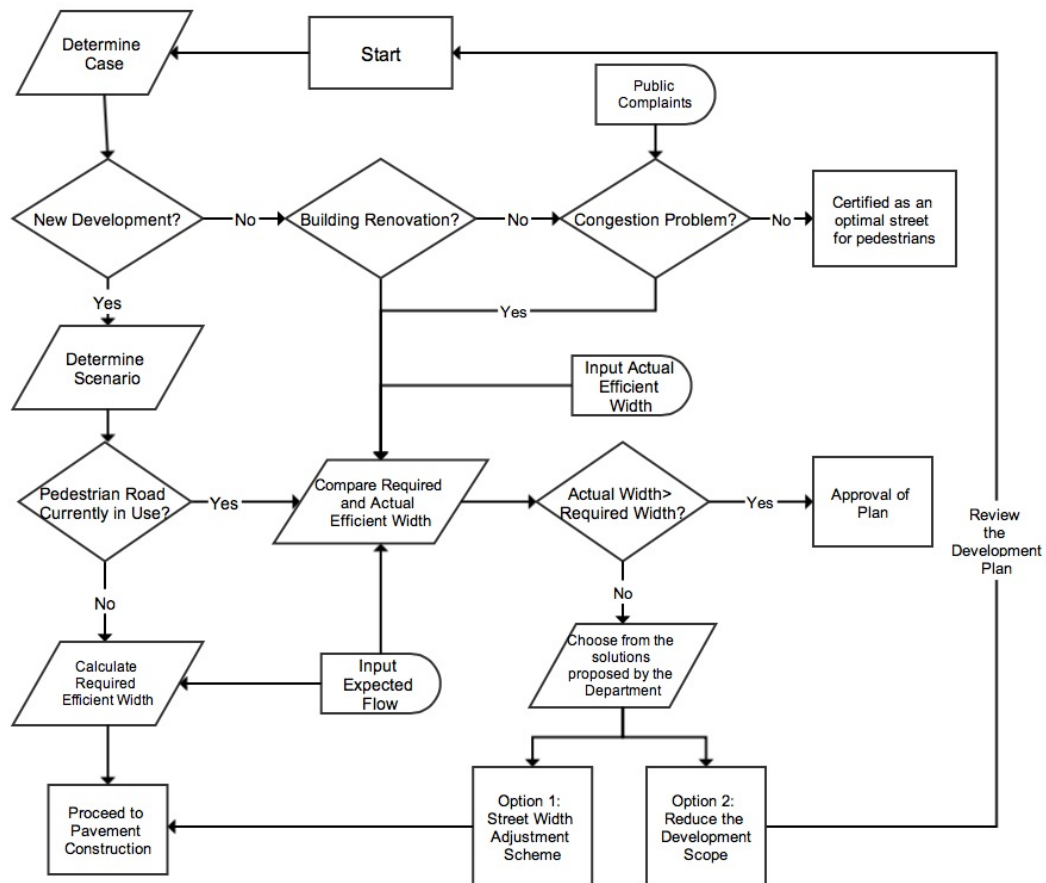 Determine
Case
Start
Public
Complaints
New Development?
No
Building Renovation?
No
Congestion Problem?
No
Certified as an
optimal street
for pedestrians
Yes
Yes
Determine
Scenario
Input Actual
Efficient
Width
Pedestrian Road
Currently in Use?
Yes
Compare Required
and Actual
Efficient Width
Actual Width>
Required Width?
Yes
Approval of
Plan
Review
the
Development
Plan
No
No
Calculate
Required
Efficient Width
Input
Expected
Flow
Choose from the
solutions
proposed by the
Department
Proceed to
Pavement
Construction
Option 1:
Street Width
Adjustment
Scheme
Option 2:
Reduce the
Development
Scope